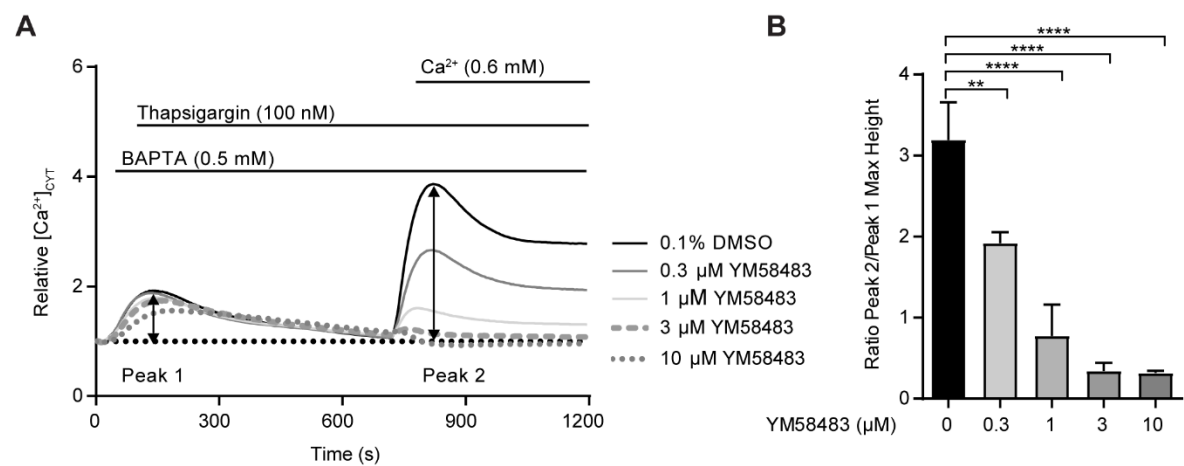 A
Relative [Ca²⁺]CYT
6
4
2
0
Ca²⁺ (0.6 mM)
Thapsigargin (100 nM)
BAPTA (0.5 mM)
Peak 1
Peak 2
0
300
600
900
1200
Time (s)
0.1% DMSO
0.3 μM YM58483
1 μM YM58483
3 μM YM58483
10 μM YM58483
B
****
****
****
**
Ratio Peak 2/Peak 1 Max Height
4
3
2
1
0
YM58483 (μM)
0
0.3
1
3
10